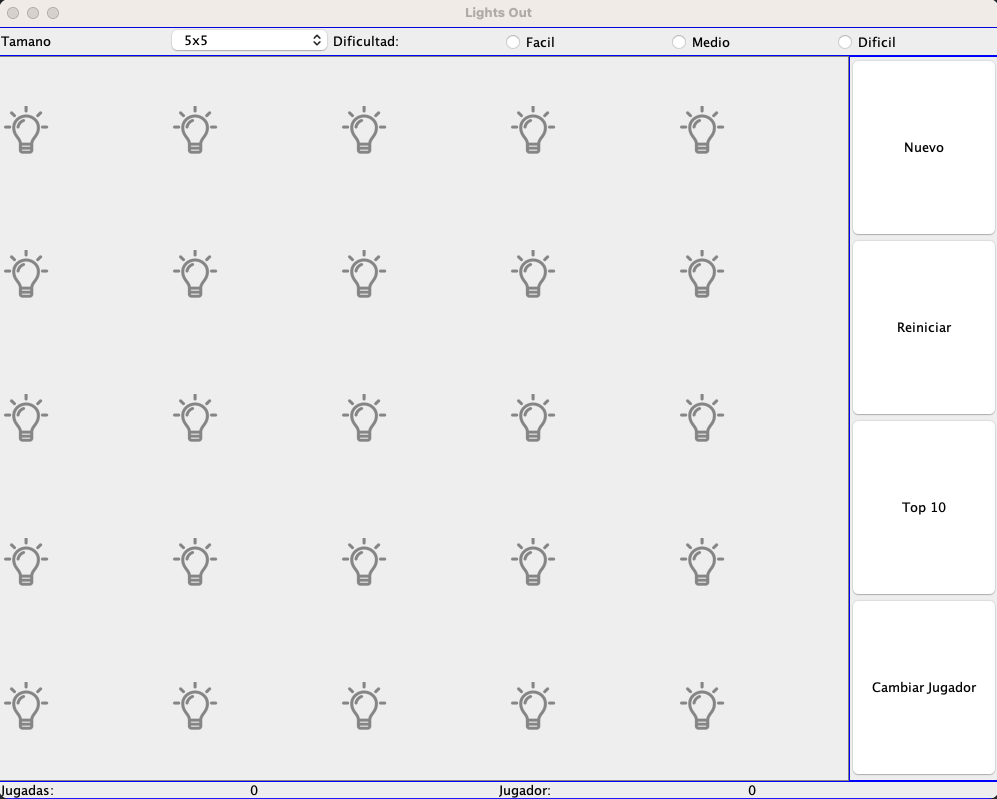 Lights Out
Tamano 5x5 Dificultad: Facil Medio Dificil
Nuevo
Reiniciar
Top 10
Cambiar Jugador
Jugadas: 0 Jugador: 0